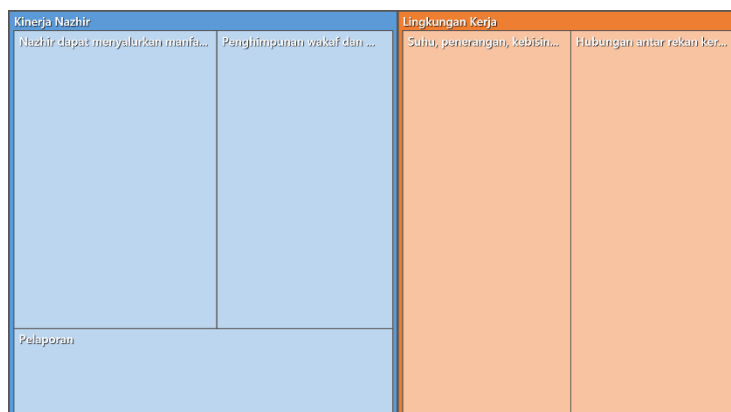 Kinerja Nazhir
Nazhir dapat menyalurkan manfa...
Penghimpunan wakaf dan ...
Pelaporan
Lingkungan Kerja
Suhu, penerangan, kebisin...
Hubungan antar rekan ker...